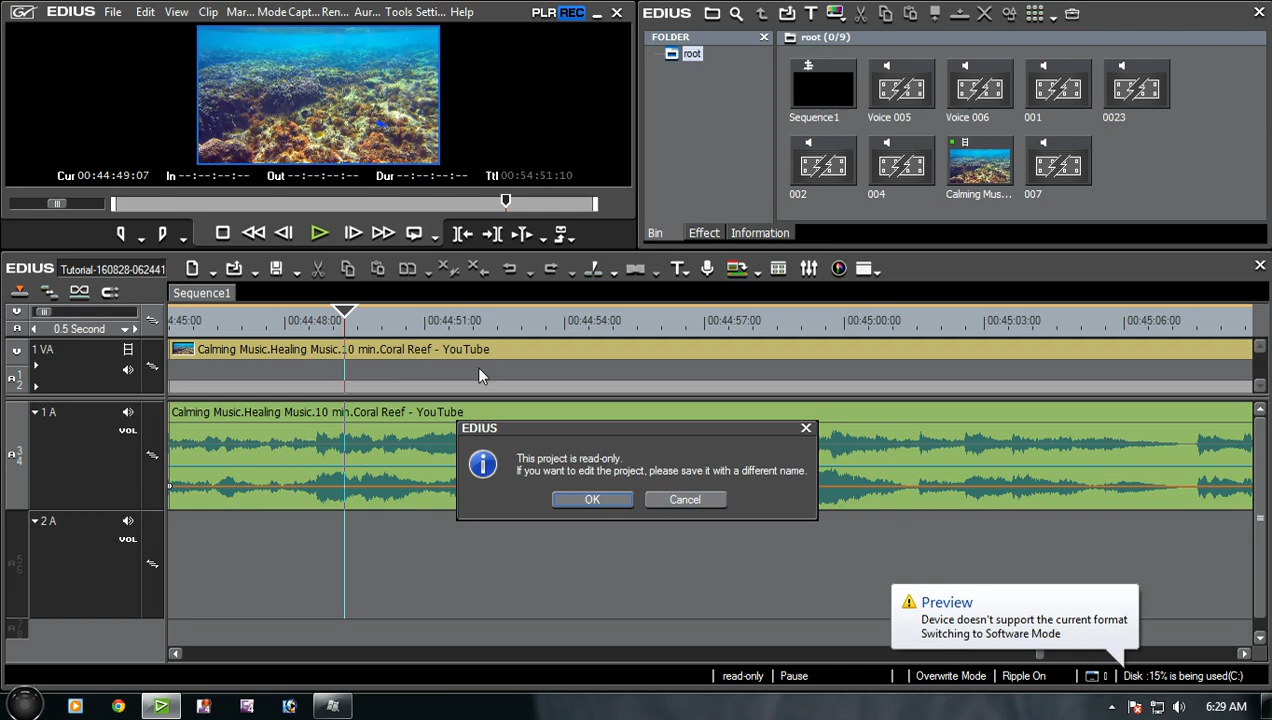 File Edit View Clip Mar... Mode Capt... Ren... Aur... Tools Setti... Help
PLR REC
Cur 00:44:49:07 In --:--:--:-- Out --:--:--:-- Dur --:--:--:-- Ttl 00:54:51:10
EDIUS
FOLDER
root
root (0/9)
Sequence1
Voice 005
Voice 006
001
0023
002
004
Calming Mus...
007
Bin Effect Information
EDIUS Tutorial-160828-062441
Sequence1
0.5 Second
4:45:00 00:44:48:00 00:44:51:00 00:44:54:00 00:44:57:00 00:45:00:00 00:45:03:00 00:45:06:00
1 VA
Calming Music.Healing Music.10 min.Coral Reef - YouTube
1 A
VOL
Calming Music.Healing Music.10 min.Coral Reef - YouTube
2 A
VOL
EDIUS
This project is read-only.
If you want to edit the project, please save it with a different name.
OK Cancel
Preview
Device doesn't support the current format
Switching to Software Mode
read-only Pause Overwrite Mode Ripple On Disk :15% is being used(C:)
6:29 AM